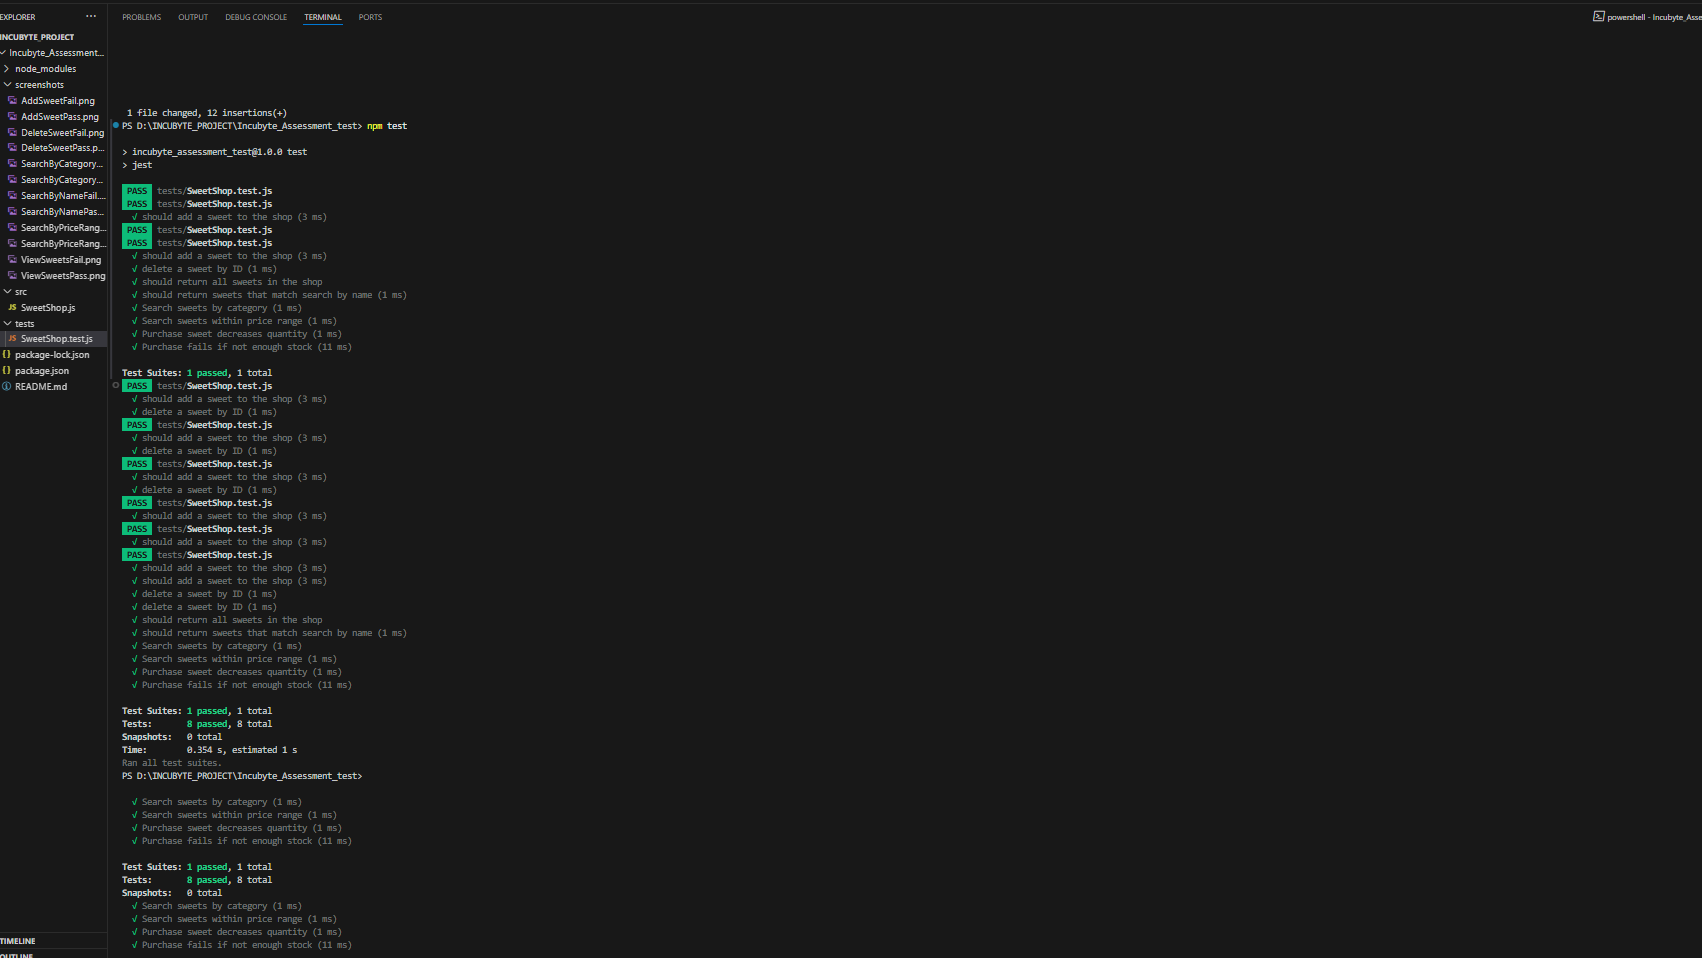 EXPLORER
INCUBYTE_PROJECT
Incubyte_Assessment...
node_modules
screenshots
AddSweetFail.png
AddSweetPass.png
DeleteSweetFail.png
DeleteSweetPass.p...
SearchByCategory...
SearchByCategory...
SearchByNameFail....
SearchByNamePas...
SearchByPriceRang...
SearchByPriceRang...
ViewSweetsFail.png
ViewSweetsPass.png
src
JS SweetShop.js
tests
JS SweetShop.test.js
{} package-lock.json
{} package.json
README.md
TIMELINE
OUTLINE
PROBLEMS OUTPUT DEBUG CONSOLE TERMINAL PORTS
powershell - Incubyte_Asse
1 file changed, 12 insertions(+)
PS D:\INCUBYTE_PROJECT\Incubyte_Assessment_test> npm test
> incubyte_assessment_test@1.0.0 test
> jest
PASS tests/SweetShop.test.js
PASS tests/SweetShop.test.js
√ should add a sweet to the shop (3 ms)
PASS tests/SweetShop.test.js
PASS tests/SweetShop.test.js
√ should add a sweet to the shop (3 ms)
√ delete a sweet by ID (1 ms)
√ should return all sweets in the shop
√ should return sweets that match search by name (1 ms)
√ Search sweets by category (1 ms)
√ Search sweets within price range (1 ms)
√ Purchase sweet decreases quantity (1 ms)
√ Purchase fails if not enough stock (11 ms)
Test Suites: 1 passed, 1 total
PASS tests/SweetShop.test.js
√ should add a sweet to the shop (3 ms)
√ delete a sweet by ID (1 ms)
PASS tests/SweetShop.test.js
√ should add a sweet to the shop (3 ms)
√ delete a sweet by ID (1 ms)
PASS tests/SweetShop.test.js
√ should add a sweet to the shop (3 ms)
√ delete a sweet by ID (1 ms)
PASS tests/SweetShop.test.js
√ should add a sweet to the shop (3 ms)
PASS tests/SweetShop.test.js
√ should add a sweet to the shop (3 ms)
PASS tests/SweetShop.test.js
√ should add a sweet to the shop (3 ms)
√ should add a sweet to the shop (3 ms)
√ delete a sweet by ID (1 ms)
√ delete a sweet by ID (1 ms)
√ should return all sweets in the shop
√ should return sweets that match search by name (1 ms)
√ Search sweets by category (1 ms)
√ Search sweets within price range (1 ms)
√ Purchase sweet decreases quantity (1 ms)
√ Purchase fails if not enough stock (11 ms)
Test Suites: 1 passed, 1 total
Tests: 8 passed, 8 total
Snapshots: 0 total
Time: 0.354 s, estimated 1 s
Ran all test suites.
PS D:\INCUBYTE_PROJECT\Incubyte_Assessment_test>
√ Search sweets by category (1 ms)
√ Search sweets within price range (1 ms)
√ Purchase sweet decreases quantity (1 ms)
√ Purchase fails if not enough stock (11 ms)
Test Suites: 1 passed, 1 total
Tests: 8 passed, 8 total
Snapshots: 0 total
√ Search sweets by category (1 ms)
√ Search sweets within price range (1 ms)
√ Purchase sweet decreases quantity (1 ms)
√ Purchase fails if not enough stock (11 ms)